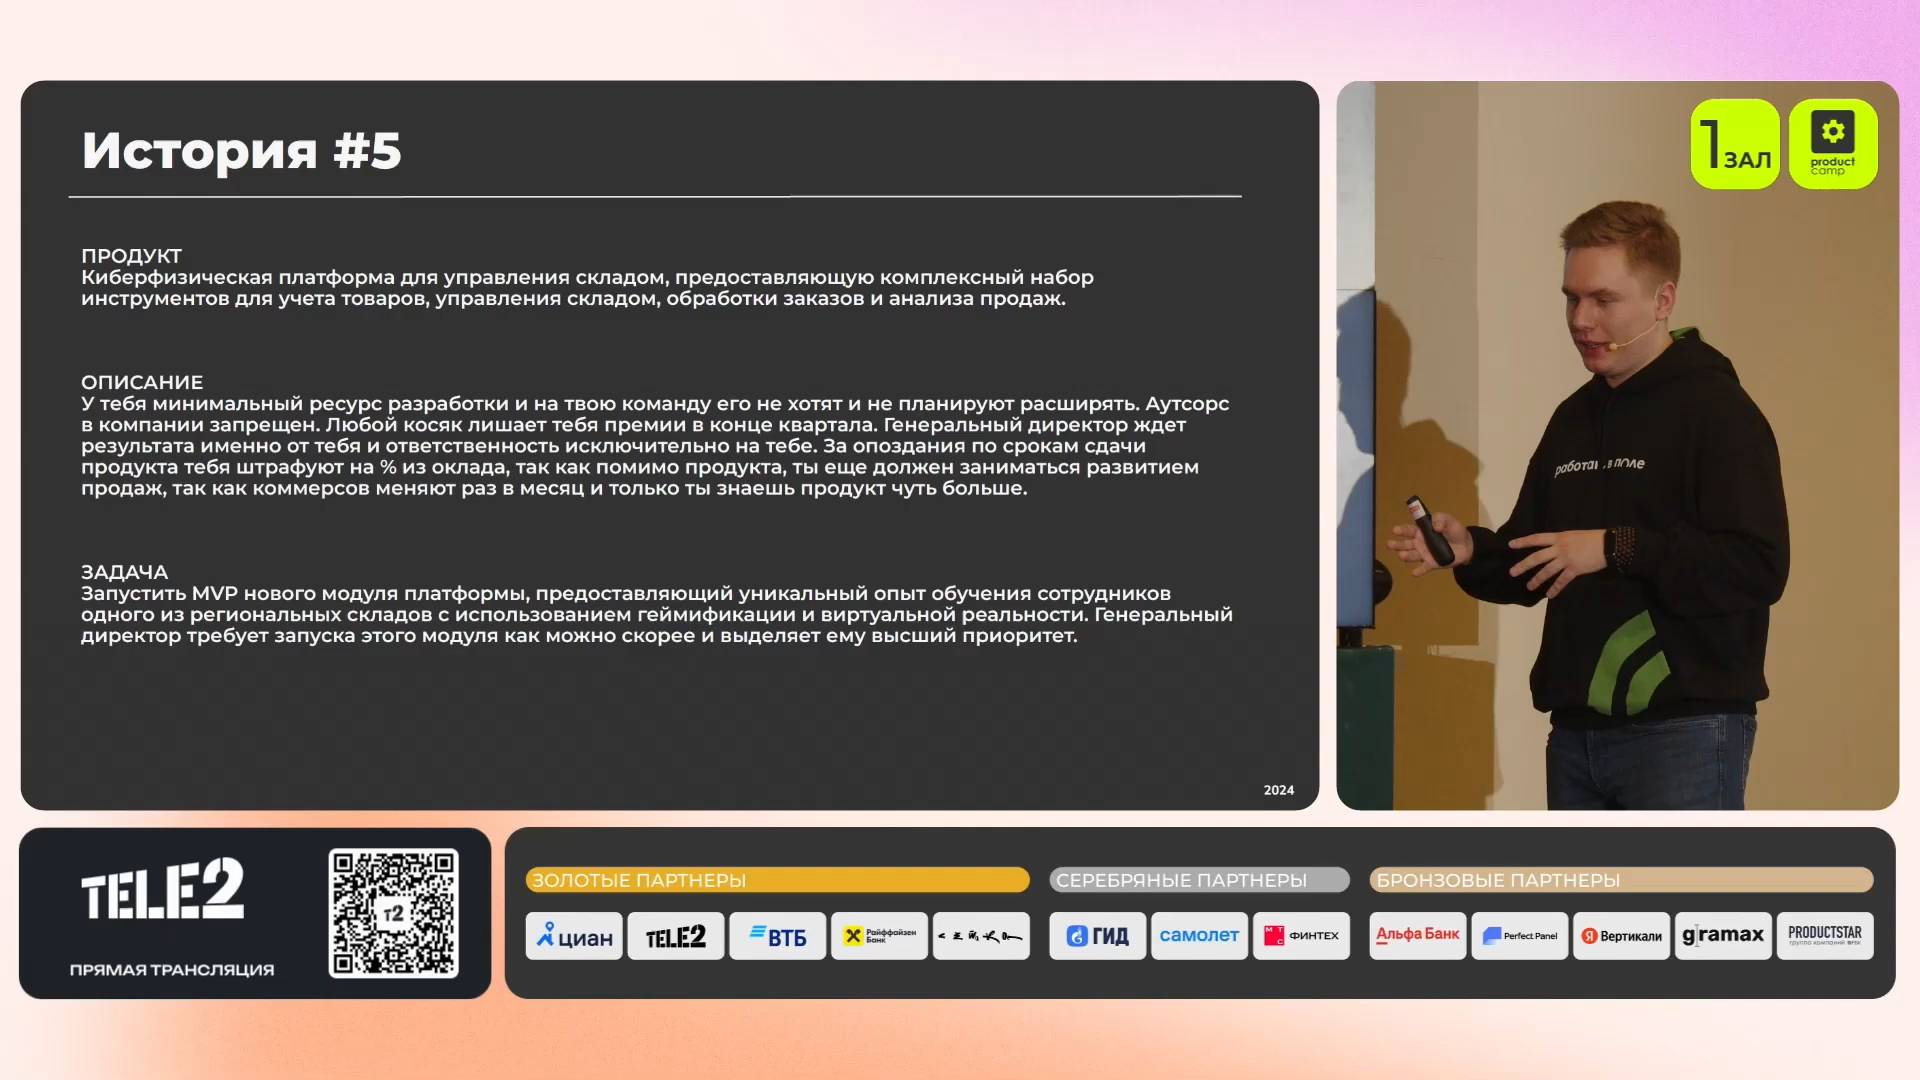 История #5
ПРОДУКТ
Киберфизическая платформа для управления складом, предоставляющую комплексный набор
инструментов для учета товаров, управления складом, обработки заказов и анализа продаж.
ОПИСАНИЕ
У тебя минимальный ресурс разработки и на твою команду его не хотят и не планируют расширять. Аутсорс
в компании запрещен. Любой косяк лишает тебя премии в конце квартала. Генеральный директор ждет
результата именно от тебя и ответственность исключительно на тебе. За опоздания по срокам сдачи
продукта тебя штрафуют на % из оклада, так как помимо продукта, ты еще должен заниматься развитием
продаж, так как коммерсов меняют раз в месяц и только ты знаешь продукт чуть больше.
ЗАДАЧА
Запустить MVP нового модуля платформы, предоставляющий уникальный опыт обучения сотрудников
одного из региональных складов с использованием геймификации и виртуальной реальности. Генеральный
директор требует запуска этого модуля как можно скорее и выделяет ему высший приоритет.
2024
1 ЗАЛ
product
camp
в поле
TELE2
т2
ПРЯМАЯ ТРАНСЛЯЦИЯ
ЗОЛОТЫЕ ПАРТНЕРЫ
циан
TELE2
ВТБ
Райффайзен
Банк
СЕРЕБРЯНЫЕ ПАРТНЕРЫ
ГИД
самолет
МТС
ФИНТЕХ
БРОНЗОВЫЕ ПАРТНЕРЫ
Альфа Банк
Perfect Panel
Я Вертикали
gramax
PRODUCTSTAR
группа компаний